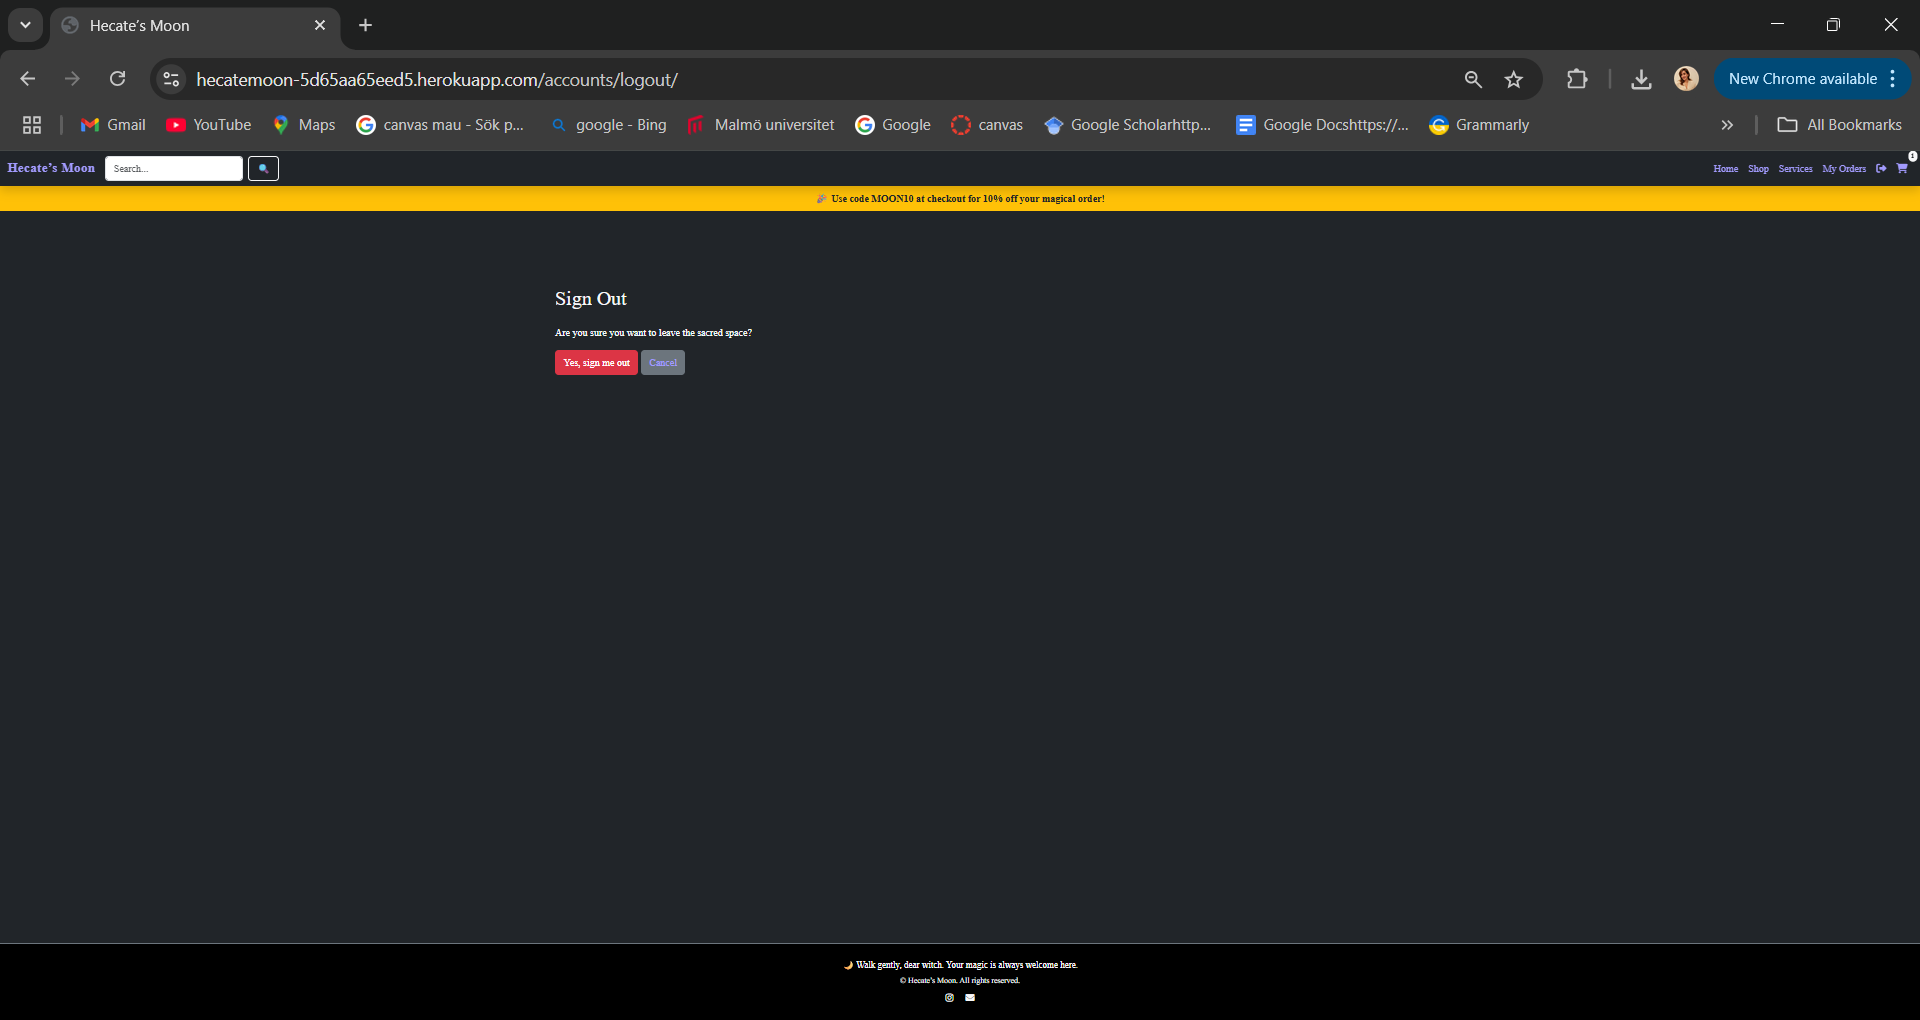 Hecate's Moon
hecatemoon-5d65aa65eed5.herokuapp.com/accounts/logout/
New Chrome available
Gmail
YouTube
Maps
canvas mau - Sök p...
google - Bing
Malmö universitet
Google
canvas
Google Scholarhttp...
Google Docshttps://...
Grammarly
All Bookmarks
Hecate's Moon
Search...
Home
Shop
Services
My Orders
1
Use code MOON10 at checkout for 10% off your magical order!
Sign Out
Are you sure you want to leave the sacred space?
Yes, sign me out
Cancel
Walk gently, dear witch. Your magic is always welcome here.
© Hecate's Moon. All rights reserved.